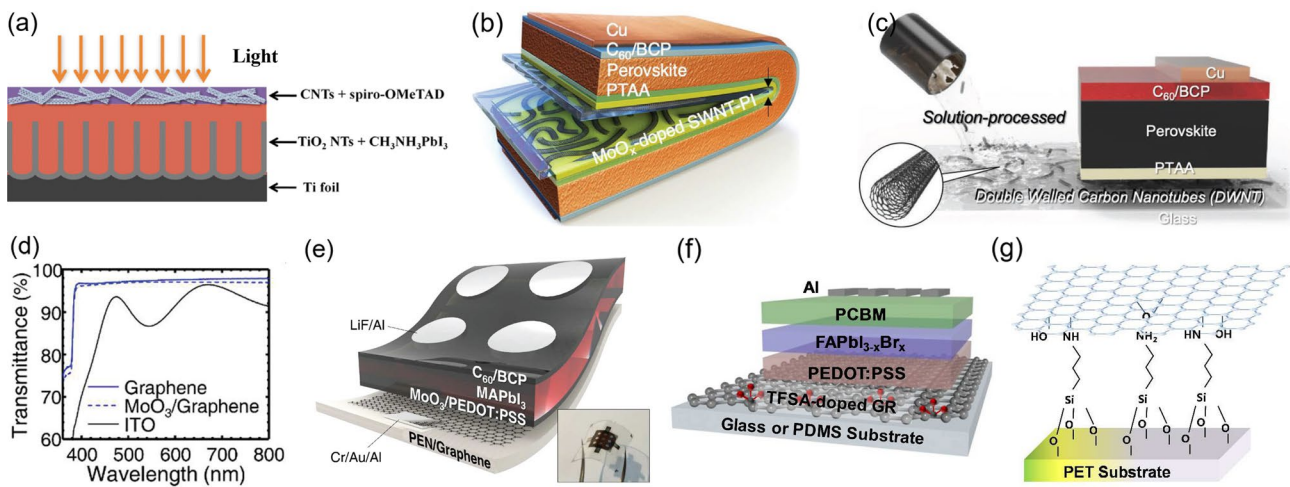 (a)
Light
CNTs + spiro-OMeTAD
TiO₂ NTs + CH₃NH₃PbI₃
Ti foil
(b)
Cu
C₆₀/BCP
Perovskite
PTAA
MoOₓ-doped SWNT-PI
(c)
Solution-processed
Cu
C₆₀/BCP
Perovskite
PTAA
Double Walled Carbon Nanotubes (DWNT)
Glass
(d)
Transmittance (%)
100
90
80
70
60
Graphene
MoO₃/Graphene
ITO
400 500 600 700 800
Wavelength (nm)
(e)
LiF/Al
C₆₀/BCP
MAPbI₃
MoO₃/PEDOT:PSS
PEN/Graphene
Cr/Au/Al
(f)
Al
PCBM
FAPbI₃₋ₓBrₓ
PEDOT:PSS
TFSA-doped GR
Glass or PDMS Substrate
(g)
O
HO NH NH₂ HN OH
Si Si Si
O O O O O O O O O
PET Substrate